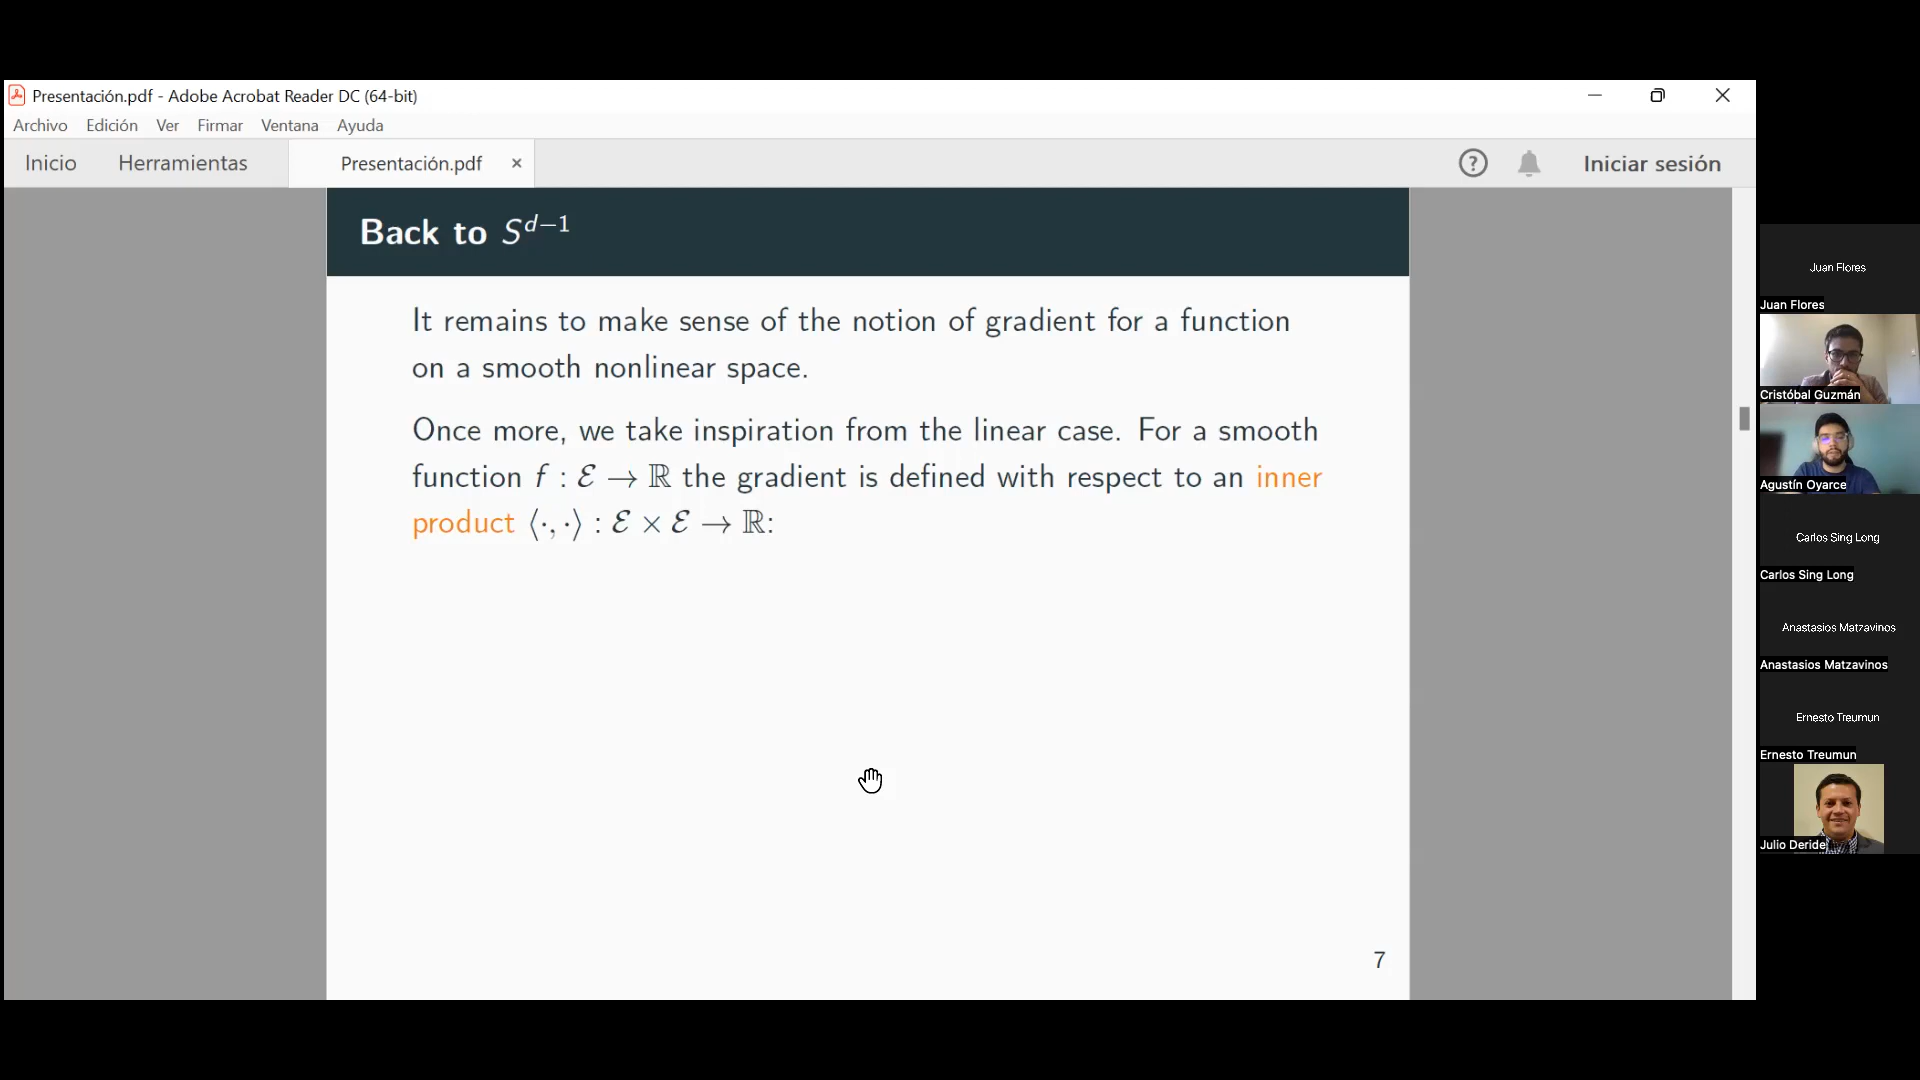 Presentación.pdf - Adobe Acrobat Reader DC (64-bit)
Archivo Edición Ver Firmar Ventana Ayuda
Inicio Herramientas Presentación.pdf × ? Iniciar sesión
Back to S^{d−1}
It remains to make sense of the notion of gradient for a function
on a smooth nonlinear space.
Once more, we take inspiration from the linear case. For a smooth
function f : ℰ → ℝ the gradient is defined with respect to an inner
product ⟨·, ·⟩ : ℰ × ℰ → ℝ:
7
Juan Flores
Juan Flores
Cristóbal Guzmán
Agustín Oyarce
Carlos Sing Long
Carlos Sing Long
Anastasios Matzavinos
Anastasios Matzavinos
Ernesto Treumun
Ernesto Treumun
Julio Deride